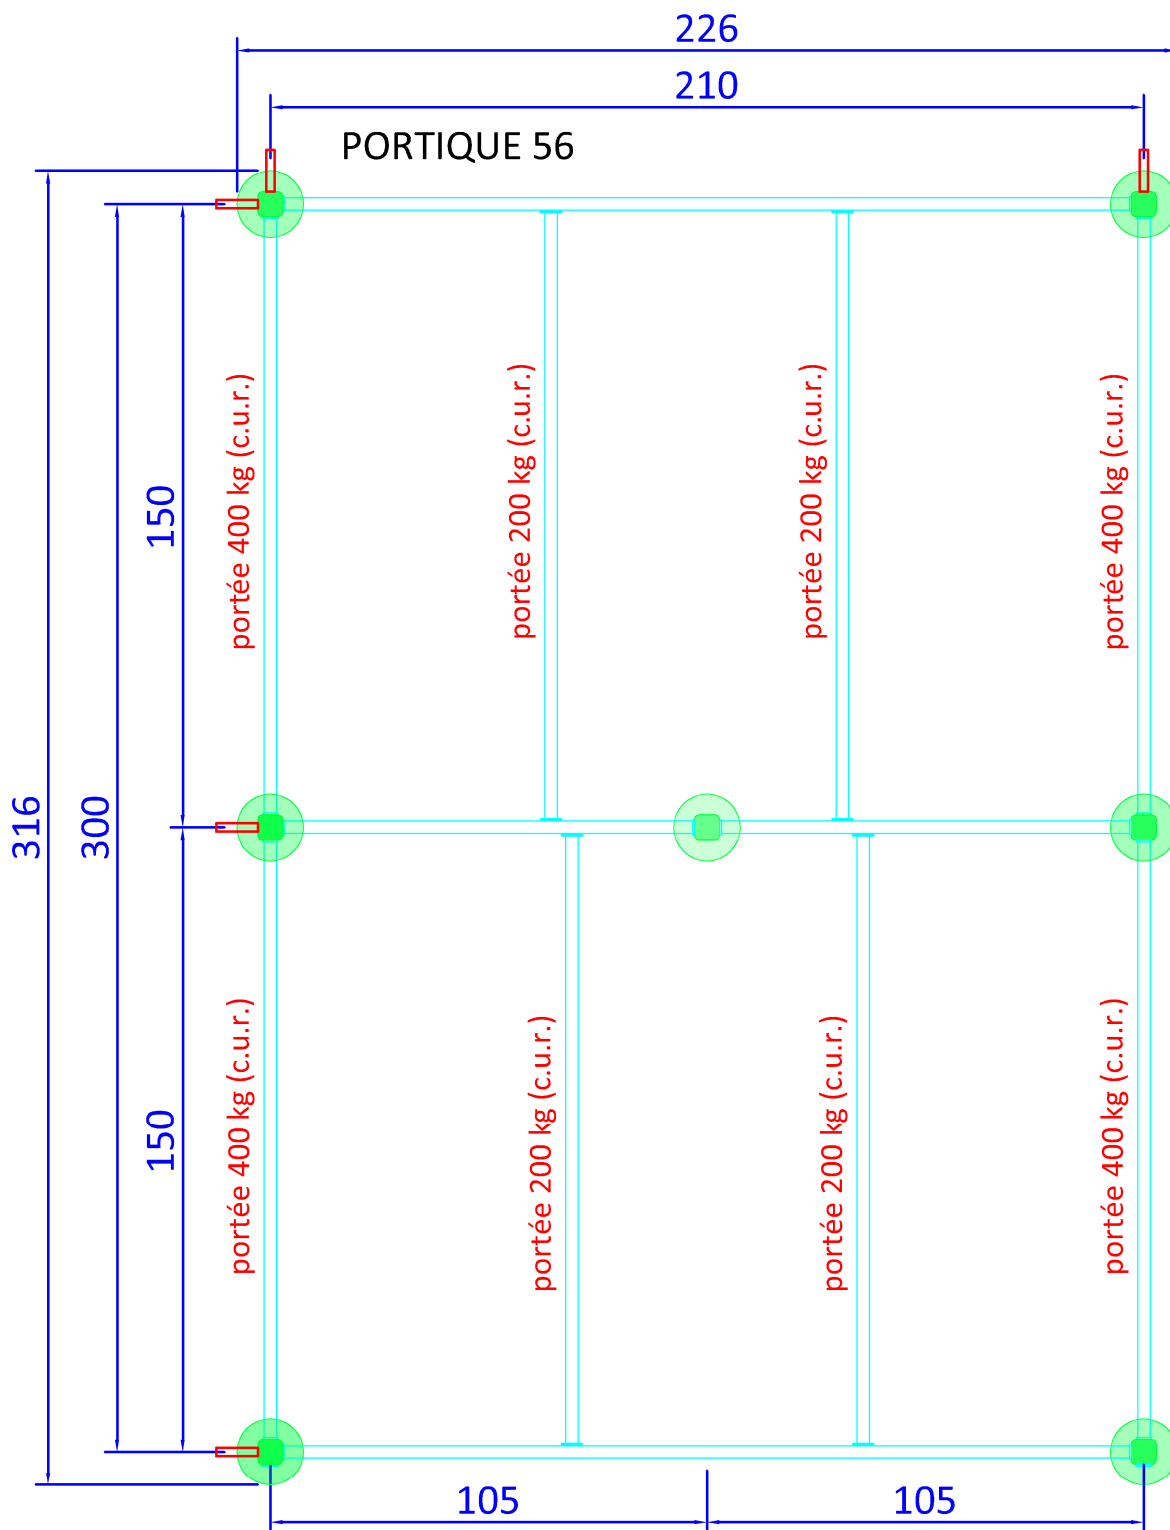 226
210
PORTIQUE 56
portée 400 kg (c.u.r.)
portée 200 kg (c.u.r.)
portée 200 kg (c.u.r.)
portée 400 kg (c.u.r.)
150
316
300
portée 400 kg (c.u.r.)
portée 200 kg (c.u.r.)
portée 200 kg (c.u.r.)
portée 400 kg (c.u.r.)
150
105
105